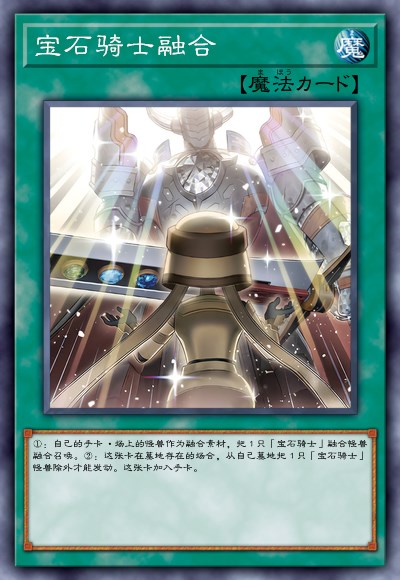 宝石骑士融合
魔
【魔法カード】
まほう
①：自己的手卡·场上的怪兽作为融合素材，把1只「宝石骑士」融合怪兽
融合召唤。②：这张卡在墓地存在的场合，从自己墓地把1只「宝石骑士」
怪兽除外才能发动。这张卡加入手卡。